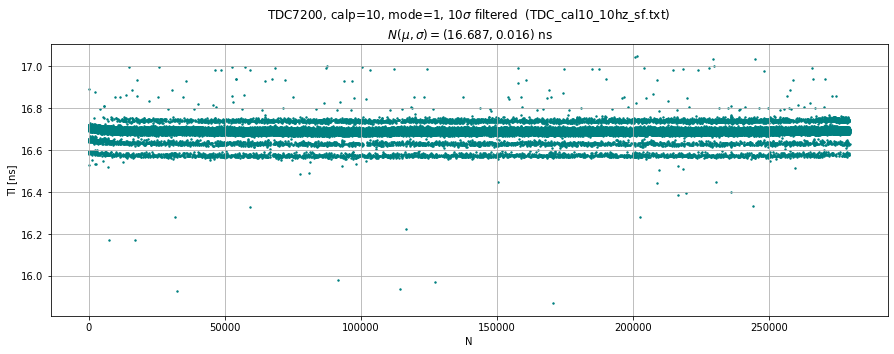 TDC7200, calp=10, mode=1, 10σ filtered (TDC_cal10_10hz_sf.txt)
N(μ, σ) = (16.687, 0.016) ns
17.0
16.8
16.6
16.4
16.2
16.0
TI [ns]
0 50000 100000 150000 200000 250000
N